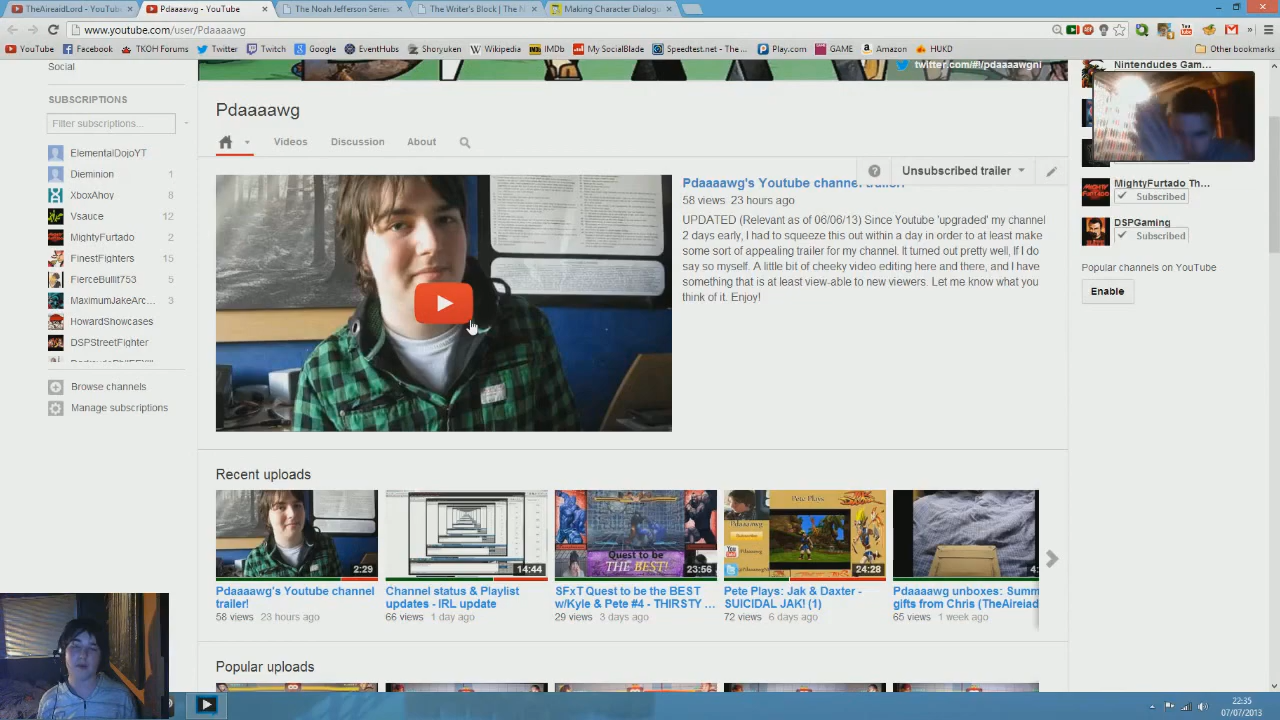 TheAireaidLord - YouTube
Pdaaaawg - YouTube
The Noah Jefferson Series
The Writer's Block | The N
Making Character Dialogu
www.youtube.com/user/Pdaaaawg
YouTube
Facebook
TKOH Forums
Twitter
Twitch
Google
EventHubs
Shoryuken
Wikipedia
IMDb
My SocialBlade
Speedtest.net - The...
Play.com
GAME
Amazon
HUKD
Other bookmarks
Social
twitter.com/#!/pdaaaawgni
Nintendudes Gam...
SUBSCRIPTIONS
Filter subscriptions...
ElementalDojoYT
Dieminion 1
XboxAhoy 3
Vsauce 12
MightyFurtado 2
FinestFighters 15
FierceBullit753 5
MaximumJakeArc... 3
HowardShowcases
DSPStreetFighter
Browse channels
Manage subscriptions
Pdaaaawg
Videos
Discussion
About
Unsubscribed trailer
Pdaaaawg's Youtube channel trailer!
58 views 23 hours ago
UPDATED (Relevant as of 06/06/13) Since Youtube 'upgraded' my channel
2 days early, I had to squeeze this out within a day in order to at least make
some sort of appealing trailer for my channel. It turned out pretty well, If I do
say so myself. A little bit of cheeky video editing here and there, and I have
something that is at least view-able to new viewers. Let me know what you
think of it. Enjoy!
MightyFurtado Th...
Subscribed
DSPGaming
Subscribed
Popular channels on YouTube
Enable
Recent uploads
2:29
14:44
Quest to be
THE BEST!
23:56
Pete Plays
Pdaaaawg
24:28
4:
Pdaaaawg's Youtube channel
trailer!
58 views 23 hours ago
Channel status & Playlist
updates - IRL update
66 views 1 day ago
SFxT Quest to be the BEST
w/Kyle & Pete #4 - THIRSTY ...
29 views 3 days ago
Pete Plays: Jak & Daxter -
SUICIDAL JAK! (1)
72 views 6 days ago
Pdaaaawg unboxes: Summ
gifts from Chris (TheAireiad
65 views 1 week ago
Popular uploads
22:35
07/07/2013